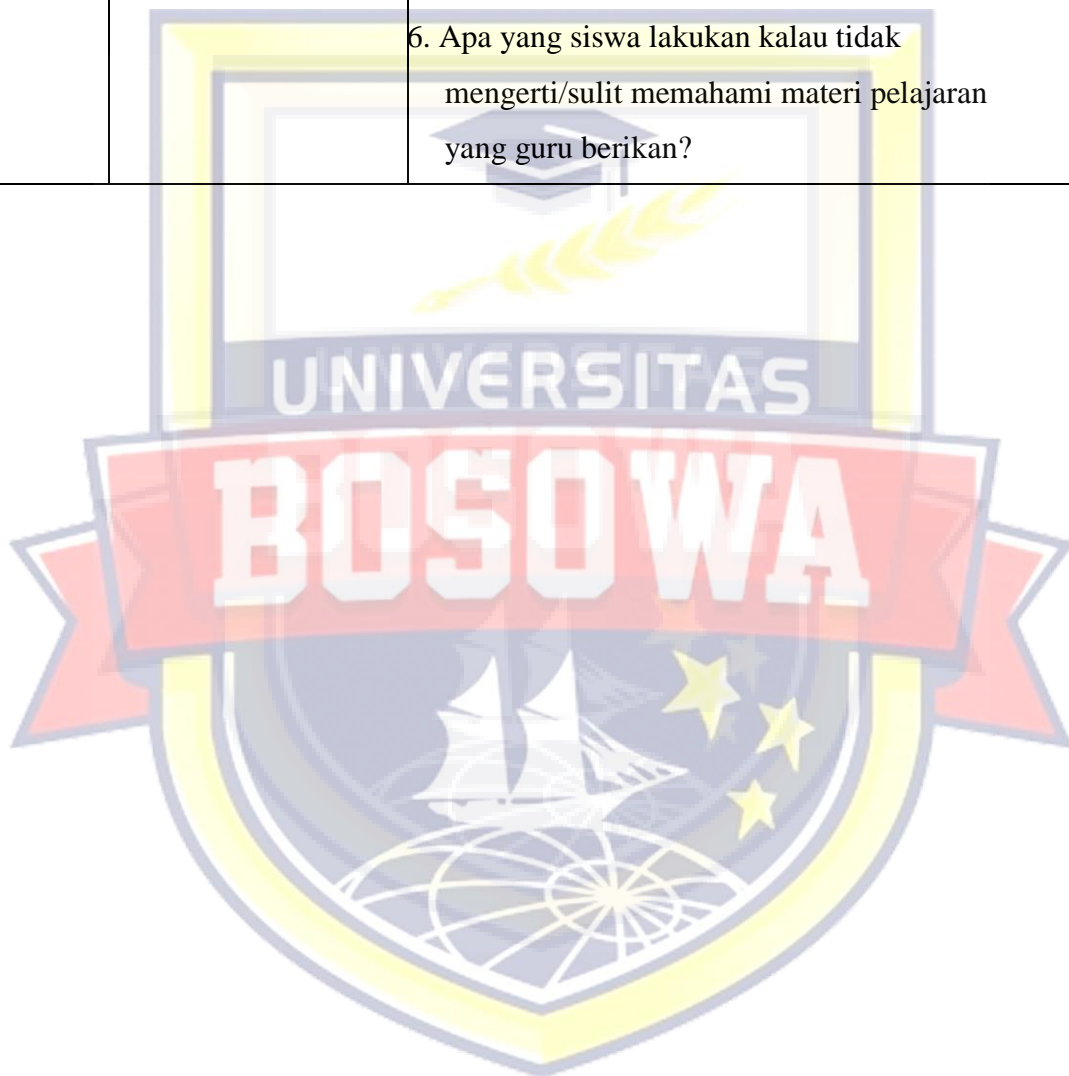 6. Apa yang siswa lakukan kalau tidak
mengerti/sulit memahami materi pelajaran
yang guru berikan?
UNIVERSITAS
BOSOWA